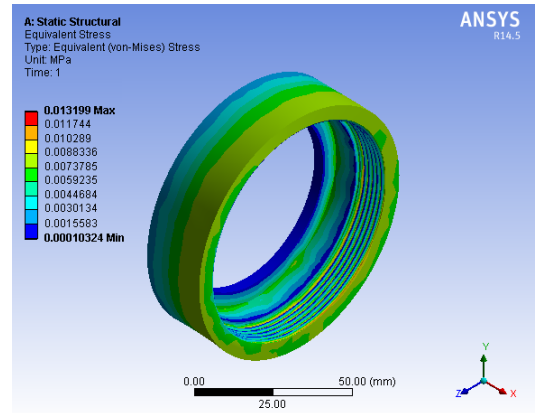 A: Static Structural
Equivalent Stress
Type: Equivalent (von-Mises) Stress
Unit: MPa
Time: 1
ANSYS
R14.5
0.013199 Max
0.011744
0.010289
0.0088336
0.0073785
0.0059235
0.0044684
0.0030134
0.0015583
0.00010324 Min
0.00 50.00 (mm)
25.00
Y
Z X